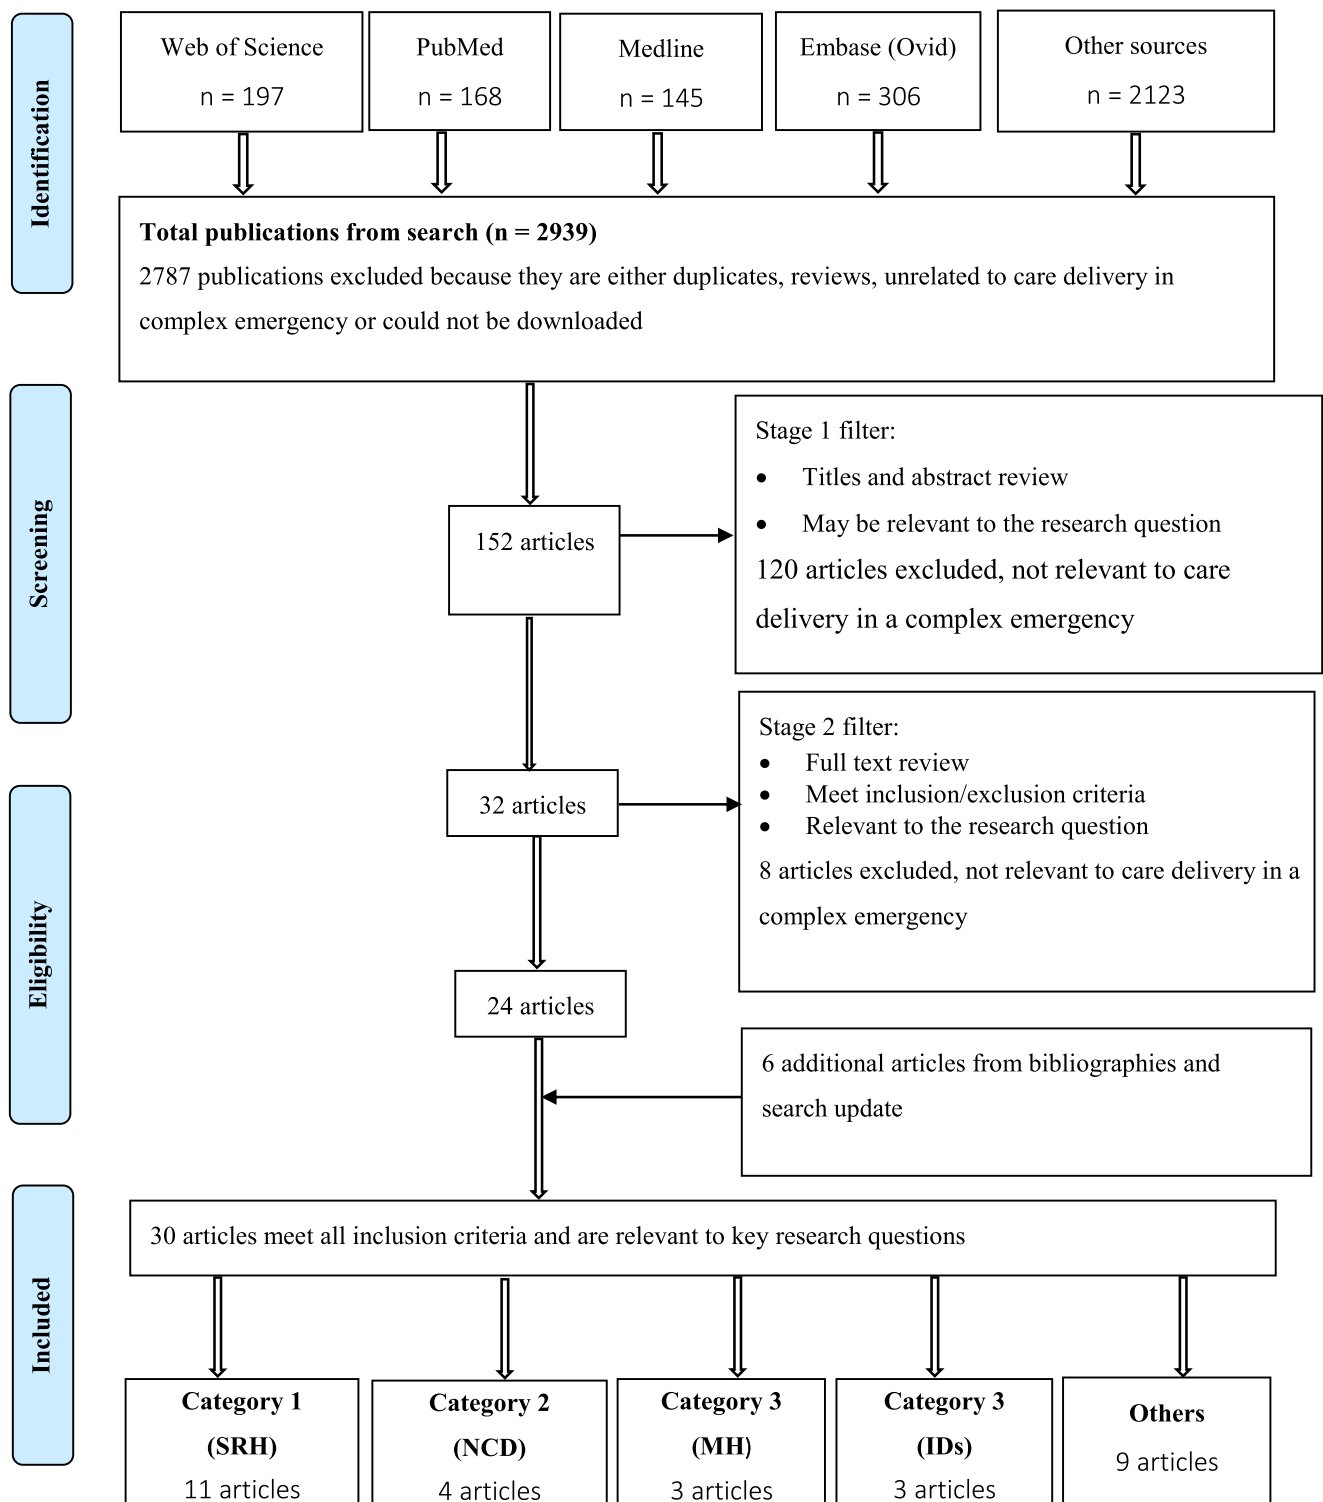 Identification
Web of Science
n = 197
PubMed
n = 168
Medline
n = 145
Embase (Ovid)
n = 306
Other sources
n = 2123
Total publications from search (n = 2939)
2787 publications excluded because they are either duplicates, reviews, unrelated to care delivery in
complex emergency or could not be downloaded
Screening
152 articles
Stage 1 filter:
• Titles and abstract review
• May be relevant to the research question
120 articles excluded, not relevant to care
delivery in a complex emergency
32 articles
Stage 2 filter:
• Full text review
• Meet inclusion/exclusion criteria
• Relevant to the research question
8 articles excluded, not relevant to care delivery in a
complex emergency
Eligibility
24 articles
6 additional articles from bibliographies and
search update
Included
30 articles meet all inclusion criteria and are relevant to key research questions
Category 1
(SRH)
11 articles
Category 2
(NCD)
4 articles
Category 3
(MH)
3 articles
Category 3
(IDs)
3 articles
Others
9 articles